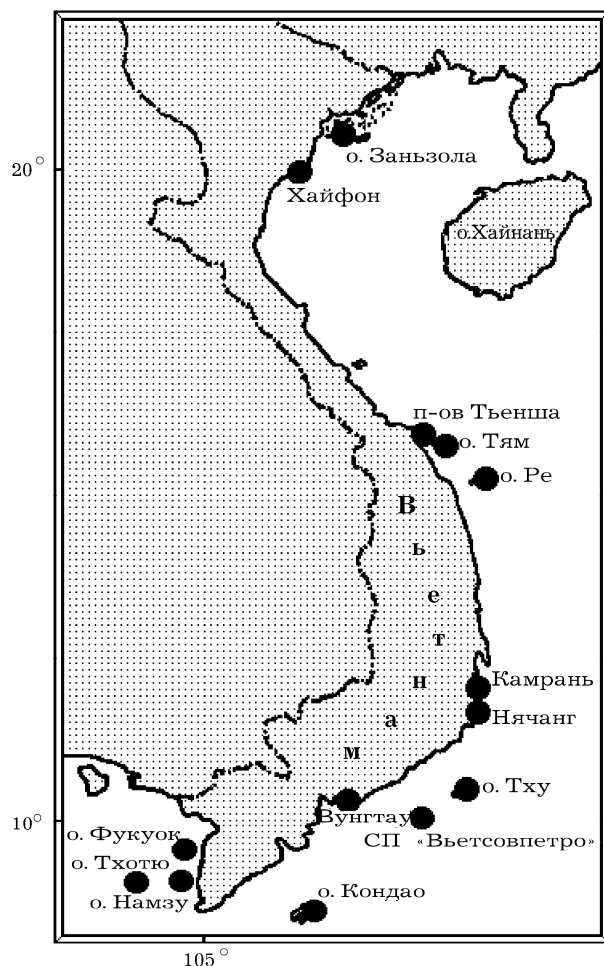 20°
о. Заньзола
Хайфон
о.Хайнань
п-ов Тьенша
о. Тям
о. Ре
Вьетнам
Камрань
Нячанг
о. Тху
10°
Вунгтау
о. Фукуок
СП «Вьетсовпетро»
о. Тхотю
о. Намзу
о. Кондао
105°